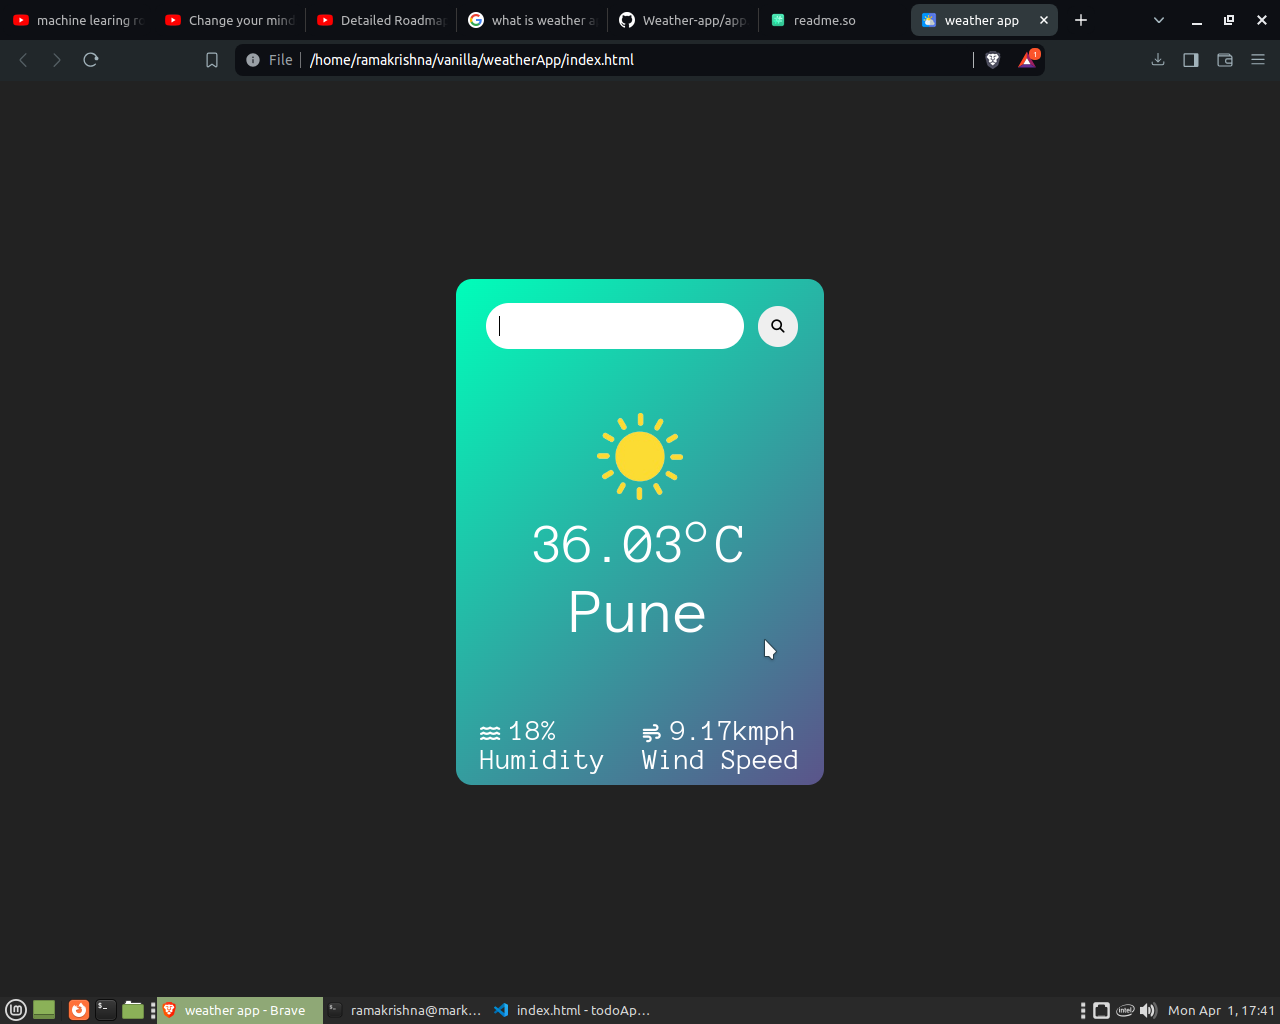 machine learing ro
Change your mind
Detailed Roadmap
what is weather a
Weather-app/app.
readme.so
weather app
File
/home/ramakrishna/vanilla/weatherApp/index.html
1
36.03°C
Pune
18%
9.17kmph
Humidity
Wind Speed
weather app - Brave
ramakrishna@mark...
index.html - todoAp...
intel
Mon Apr 1, 17:41